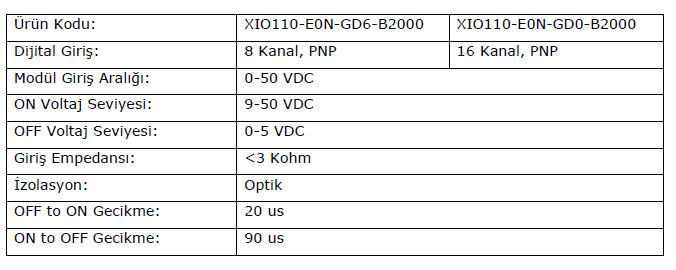 Ürün Kodu: XIO110-E0N-GD6-B2000 XIO110-E0N-GD0-B2000
Dijital Giriş: 8 Kanal, PNP 16 Kanal, PNP
Modül Giriş Aralığı: 0-50 VDC
ON Voltaj Seviyesi: 9-50 VDC
OFF Voltaj Seviyesi: 0-5 VDC
Giriş Empedansı: <3 Kohm
İzolasyon: Optik
OFF to ON Gecikme: 20 us
ON to OFF Gecikme: 90 us